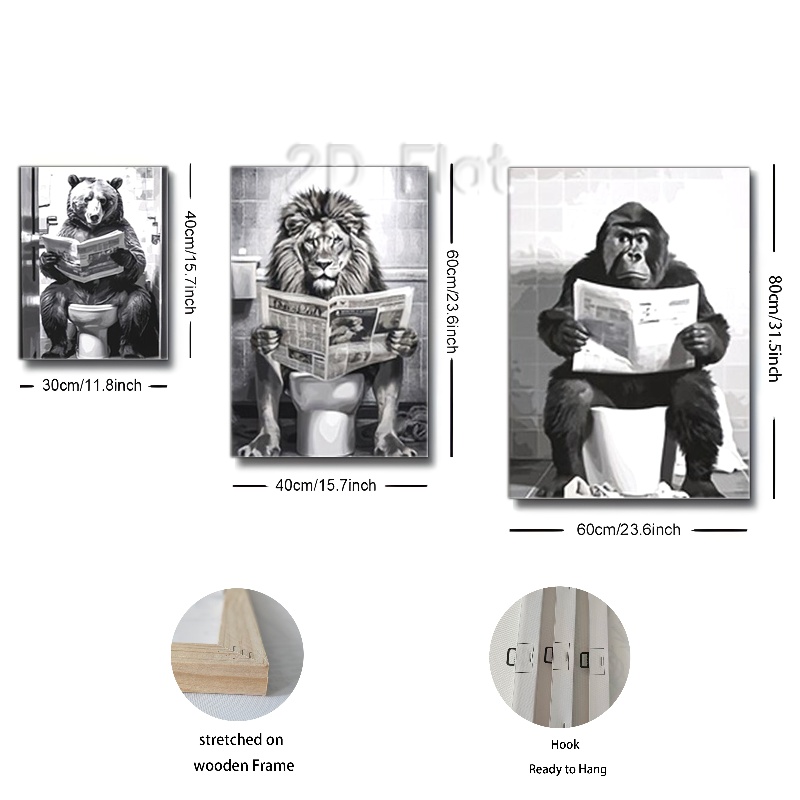 2D Flat
40cm/15.7inch
30cm/11.8inch
60cm/23.6inch
40cm/15.7inch
80cm/31.5inch
60cm/23.6inch
stretched on
wooden Frame
Hook
Ready to Hang